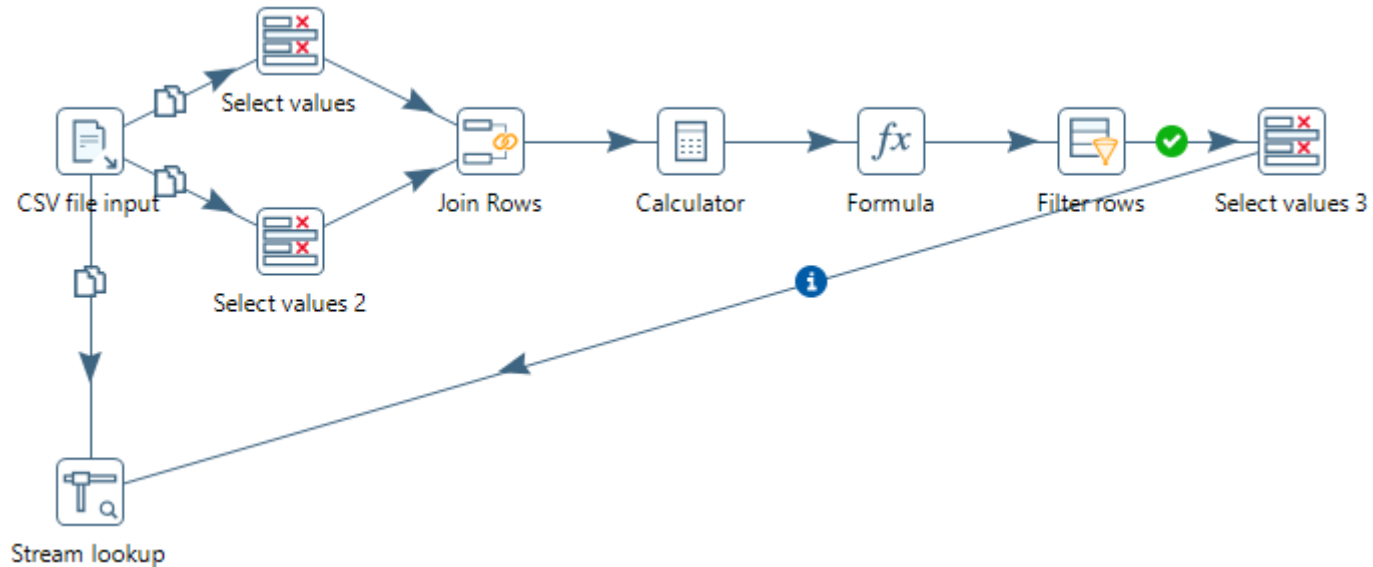 Select values
CSV file input
Join Rows
Calculator
fx
Formula
Filter rows
Select values 3
Select values 2
i
Stream lookup